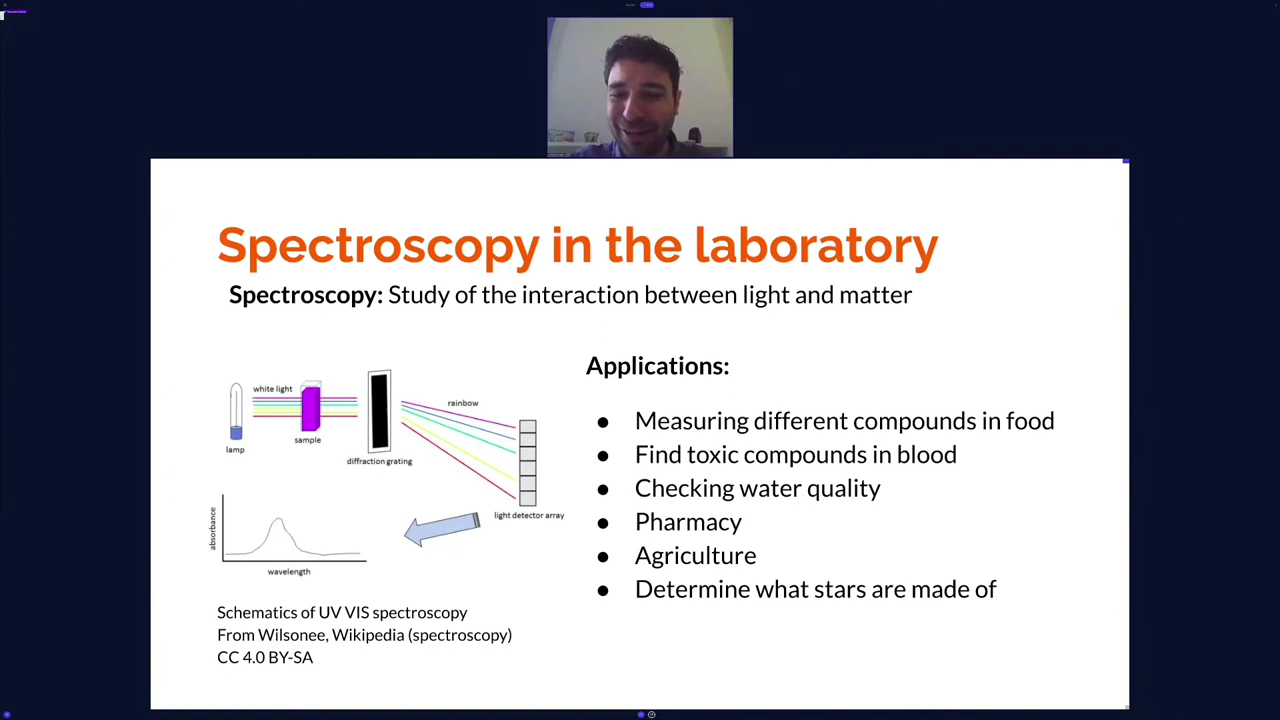 Spectroscopy in the laboratory
Spectroscopy: Study of the interaction between light and matter
white light
rainbow
sample
lamp
diffraction grating
light detector array
absorbance
wavelength
Schematics of UV VIS spectroscopy
From Wilsonee, Wikipedia (spectroscopy)
CC 4.0 BY-SA
Applications:
● Measuring different compounds in food
● Find toxic compounds in blood
● Checking water quality
● Pharmacy
● Agriculture
● Determine what stars are made of